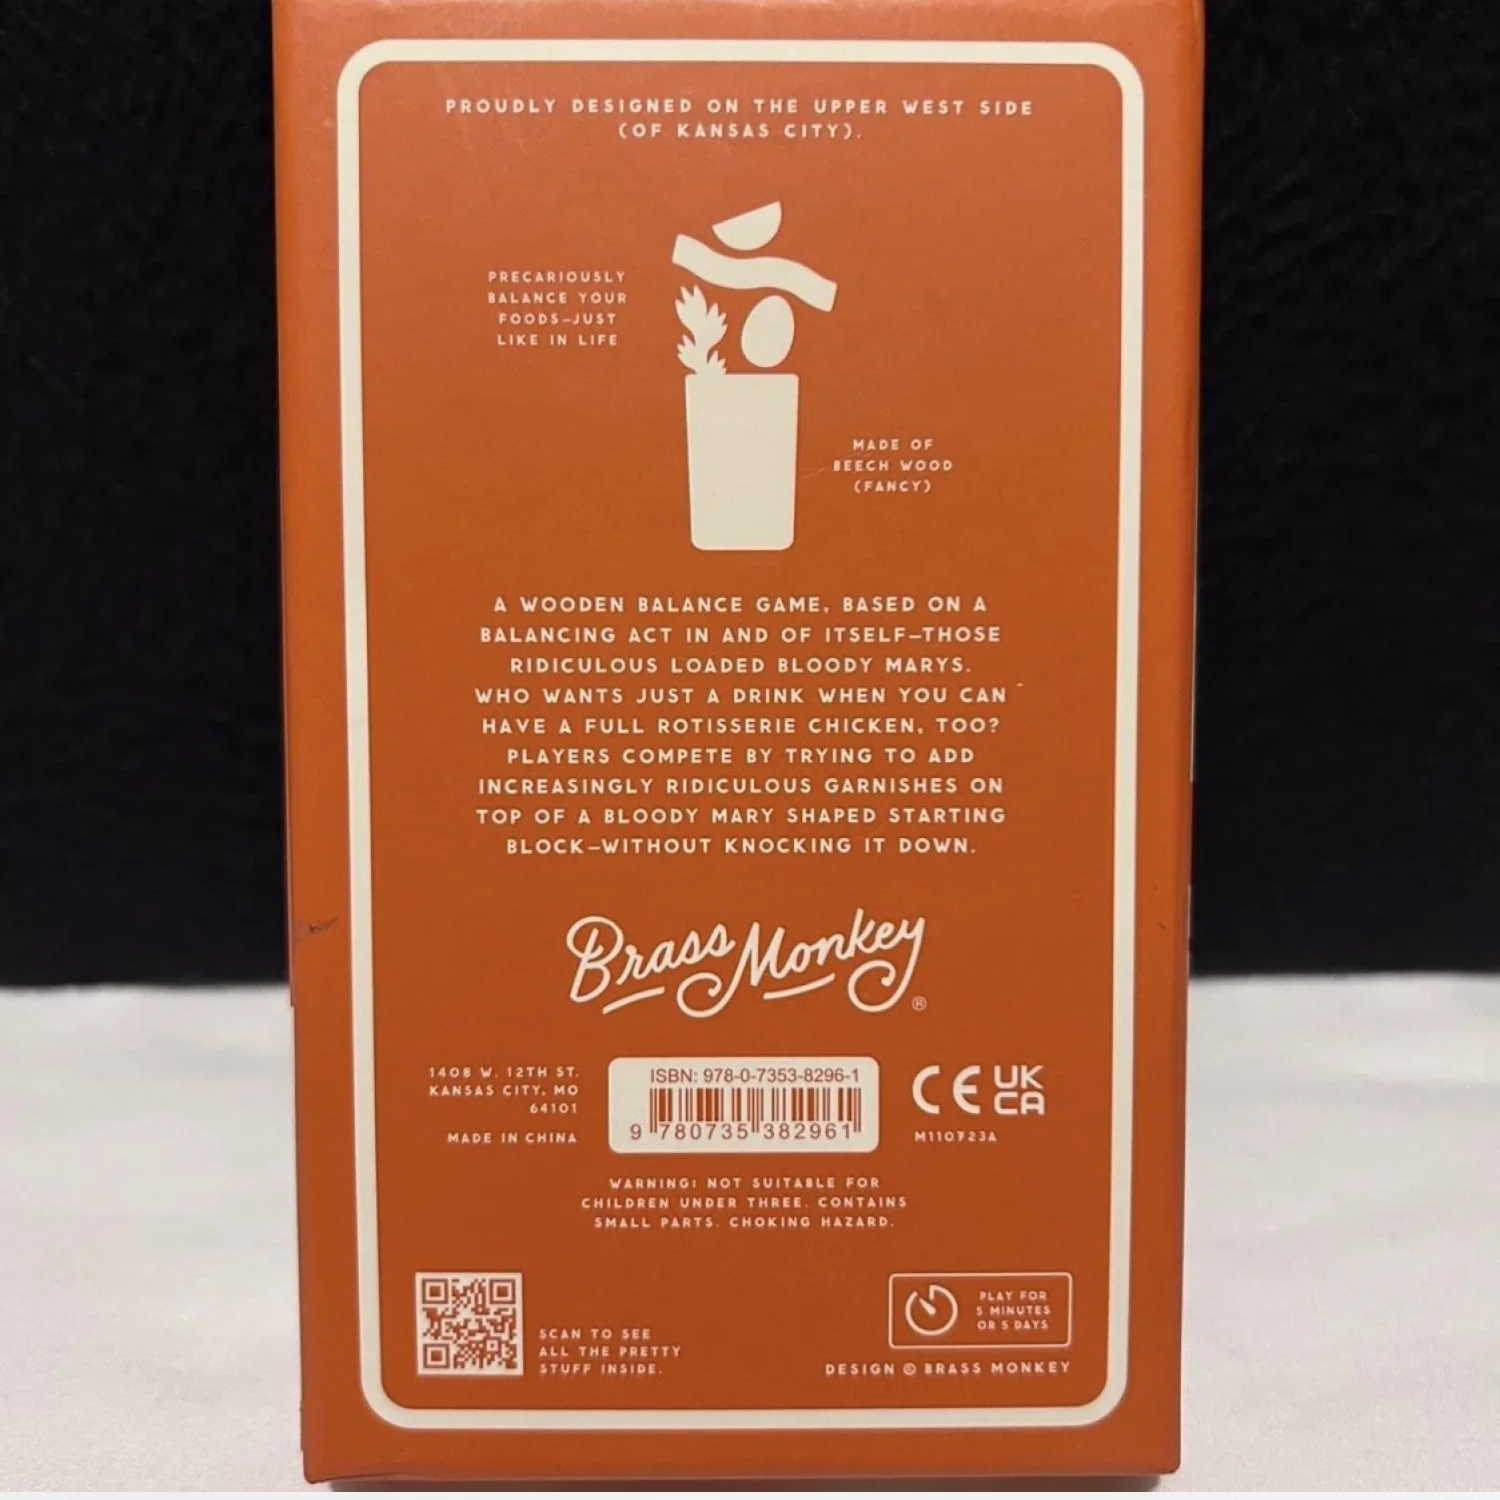 PROUDLY DESIGNED ON THE UPPER WEST SIDE
(OF KANSAS CITY).
PRECARIOUSLY
BALANCE YOUR
FOODS–JUST
LIKE IN LIFE
MADE OF
BEECH WOOD
(FANCY)
A WOODEN BALANCE GAME, BASED ON A
BALANCING ACT IN AND OF ITSELF–THOSE
RIDICULOUS LOADED BLOODY MARYS.
WHO WANTS JUST A DRINK WHEN YOU CAN
HAVE A FULL ROTISSERIE CHICKEN, TOO?
PLAYERS COMPETE BY TRYING TO ADD
INCREASINGLY RIDICULOUS GARNISHES ON
TOP OF A BLOODY MARY SHAPED STARTING
BLOCK–WITHOUT KNOCKING IT DOWN.
Brass Monkey ®
1408 W. 12TH ST.
KANSAS CITY, MO
64101
MADE IN CHINA
ISBN: 978-0-7353-8296-1
9 780735 382961
CE UK
CA
M110723A
WARNING: NOT SUITABLE FOR
CHILDREN UNDER THREE. CONTAINS
SMALL PARTS. CHOKING HAZARD.
SCAN TO SEE
ALL THE PRETTY
STUFF INSIDE.
PLAY FOR
5 MINUTES
OR 5 DAYS
DESIGN © BRASS MONKEY